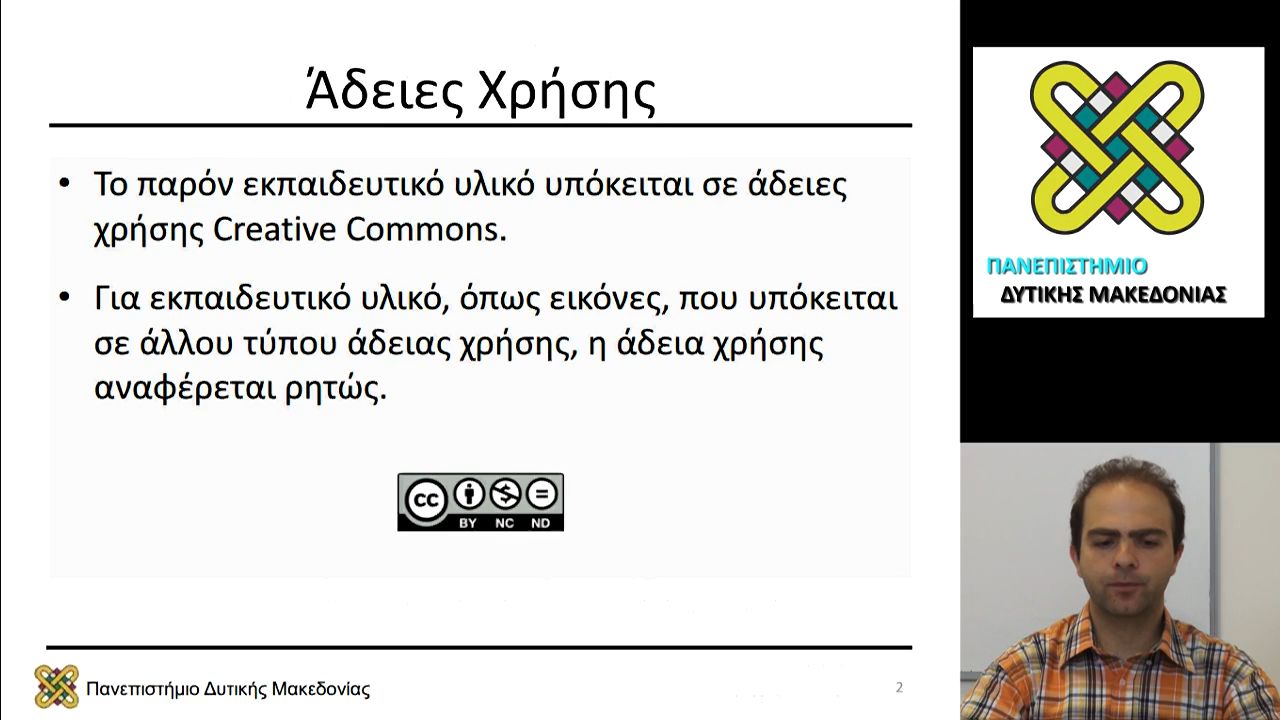 Άδειες Χρήσης
• Το παρόν εκπαιδευτικό υλικό υπόκειται σε άδειες
χρήσης Creative Commons.
• Για εκπαιδευτικό υλικό, όπως εικόνες, που υπόκειται
σε άλλου τύπου άδειας χρήσης, η άδεια χρήσης
αναφέρεται ρητώς.
cc BY NC ND
Πανεπιστήμιο Δυτικής Μακεδονίας
2
ΠΑΝΕΠΙΣΤΗΜΙΟ
ΔΥΤΙΚΗΣ ΜΑΚΕΔΟΝΙΑΣ